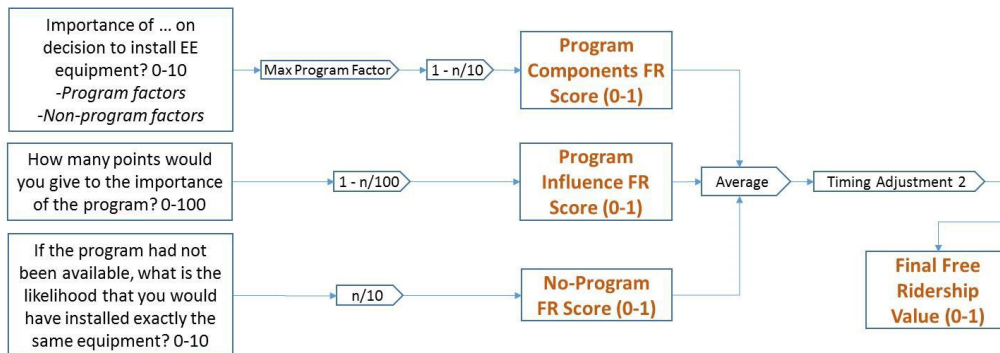 Importance of ... on
decision to install EE
equipment? 0-10
-Program factors
-Non-program factors
Max Program Factor
1 - n/10
Program
Components FR
Score (0-1)
How many points would
you give to the importance
of the program? 0-100
1 - n/100
Program
Influence FR
Score (0-1)
Average
Timing Adjustment 2
If the program had not
been available, what is the
likelihood that you would
have installed exactly the
same equipment? 0-10
n/10
No-Program
FR Score (0-1)
Final Free
Ridership
Value (0-1)